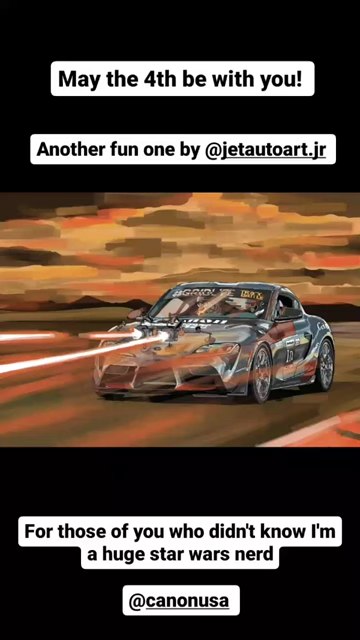 May the 4th be with you!
Another fun one by @jetautoart.jr
For those of you who didn't know I'm
a huge star wars nerd
@canonusa